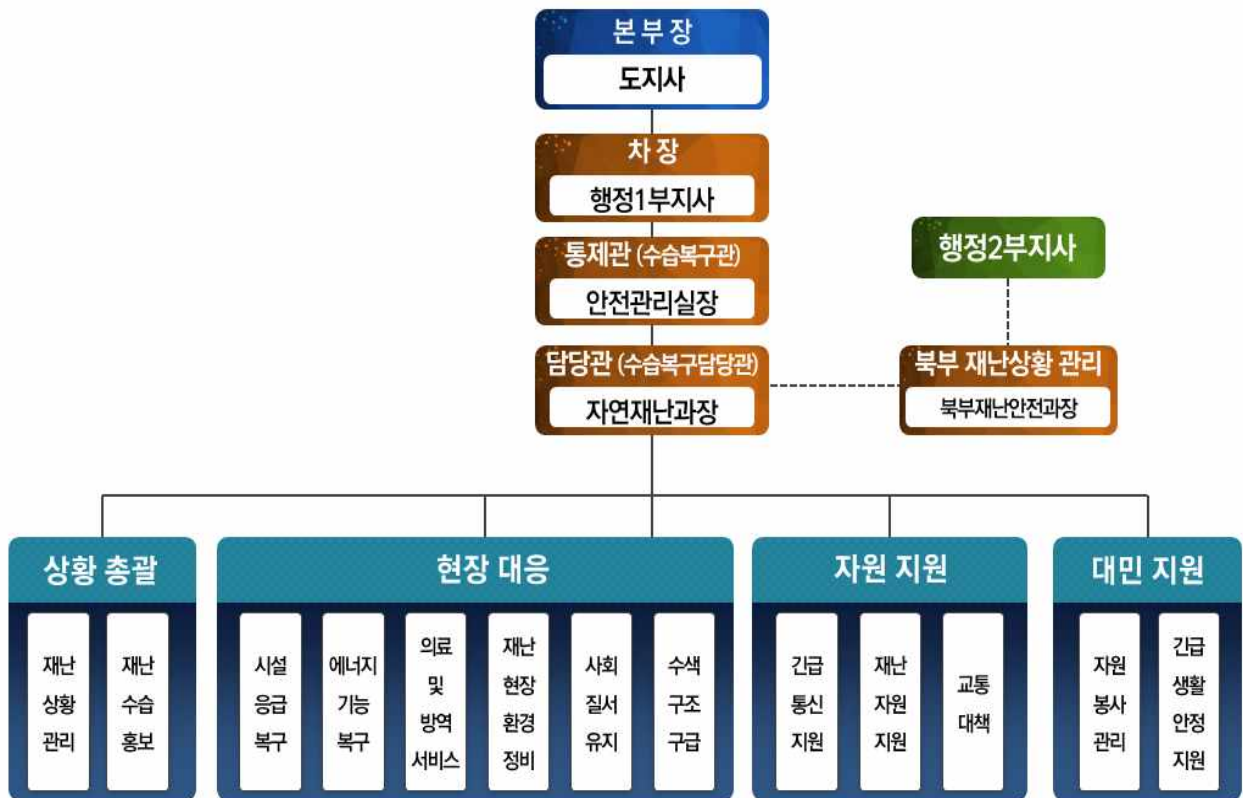 본 부 장
도지사
차 장
행정1부지사
통제관 (수습복구관)
안전관리실장
행정2부지사
담당관 (수습복구담당관)
자연재난과장
북부 재난상황 관리
북부재난안전과장
상황 총괄
재난
상황
관리
재난
수습
홍보
현장 대응
시설
응급
복구
에너지
기능
복구
의료
및
방역
서비스
재난
현장
환경
정비
사회
질서
유지
수색
구조
구급
자원 지원
긴급
통신
지원
재난
자원
지원
교통
대책
대민 지원
자원
봉사
관리
긴급
생활
안정
지원